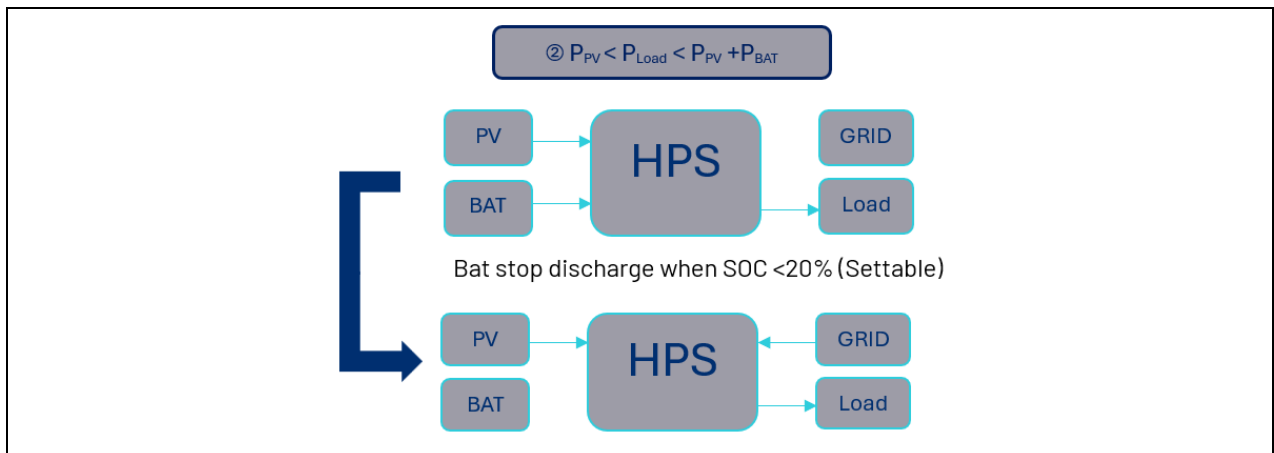 ② PPV < PLoad < PPV +PBAT
PV
HPS
GRID
BAT
Load
Bat stop discharge when SOC <20% (Settable)
PV
HPS
GRID
BAT
Load